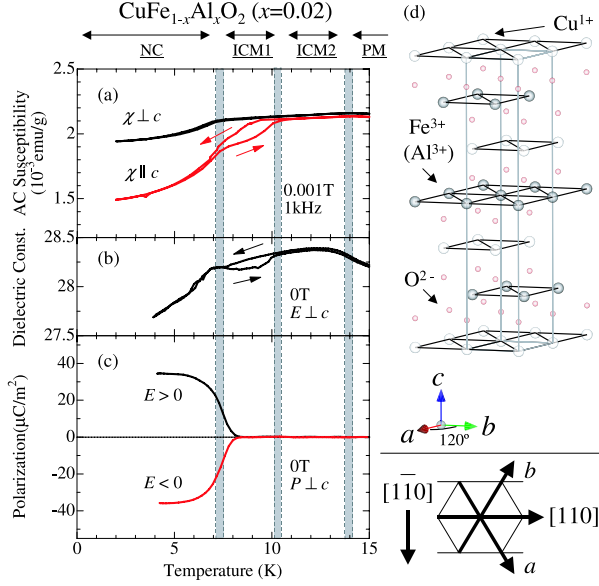 CuFe1-xAlxO2 (x=0.02)
NC ICM1 ICM2 PM
(a)
χ⊥c
χ∥c
0.001T
1kHz
AC Susceptibility
(10-3emu/g)
2.5
2.0
1.5
28.5
(b)
0T
E⊥c
Dielectric Const.
28
27.5
(c)
E>0
E<0
0T
P⊥c
Polarization(μC/m2)
40
20
0
-20
-40
0 5 10 15
Temperature (K)
(d)
Cu1+
Fe3+
(Al3+)
O2-
c
a
b
120º
[110]
b
[110]
a